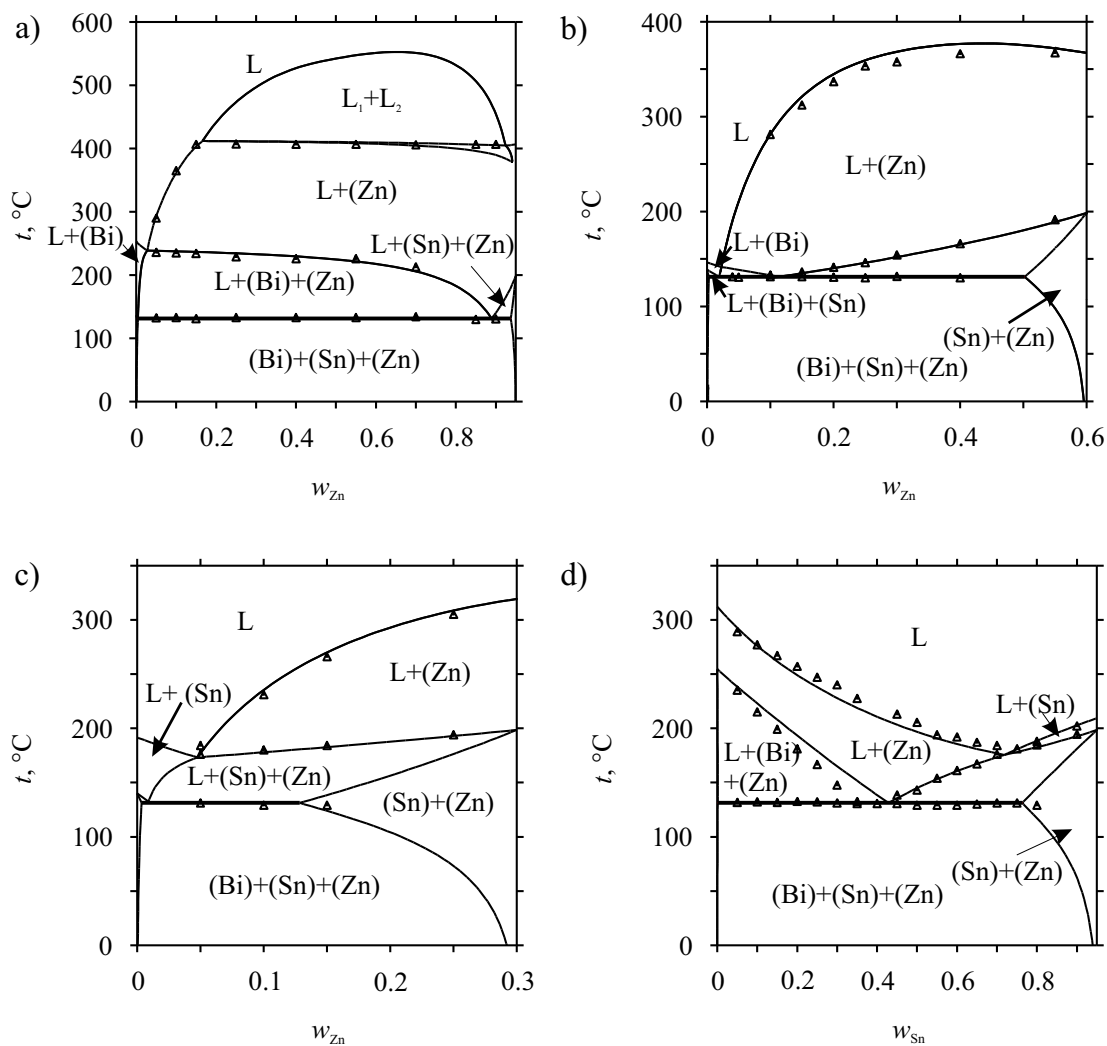 a)
600
500
400
300
200
100
0
t, °C
L
L₁+L₂
L+(Zn)
L+(Bi)
L+(Sn)+(Zn)
L+(Bi)+(Zn)
(Bi)+(Sn)+(Zn)
0 0.2 0.4 0.6 0.8
wZn
b)
400
300
200
100
0
t, °C
L
L+(Zn)
L+(Bi)
L+(Bi)+(Sn)
(Sn)+(Zn)
(Bi)+(Sn)+(Zn)
0 0.2 0.4 0.6
wZn
c)
300
200
100
0
t, °C
L
L+(Zn)
L+ (Sn)
L+(Sn)+(Zn)
(Sn)+(Zn)
(Bi)+(Sn)+(Zn)
0 0.1 0.2 0.3
wZn
d)
300
200
100
0
t, °C
L
L+(Sn)
L+(Bi)
+(Zn)
L+(Zn)
(Sn)+(Zn)
(Bi)+(Sn)+(Zn)
0 0.2 0.4 0.6 0.8
wSn